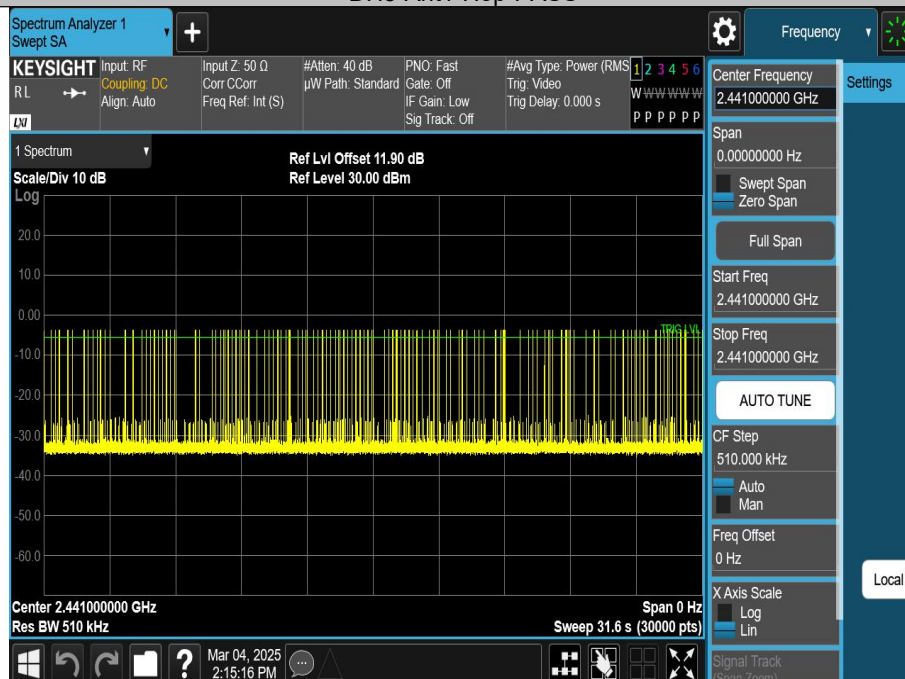 Spectrum Analyzer 1
Swept SA
Frequency
KEYSIGHT
RL
LXI
Input: RF
Coupling: DC
Align: Auto
Input Z: 50 Ω
Corr CCorr
Freq Ref: Int (S)
#Atten: 40 dB
µW Path: Standard
PNO: Fast
Gate: Off
IF Gain: Low
Sig Track: Off
#Avg Type: Power (RMS
Trig: Video
Trig Delay: 0.000 s
1 2 3 4 5 6
W W W W W W
P P P P P P
1 Spectrum
Scale/Div 10 dB
Ref Lvl Offset 11.90 dB
Ref Level 30.00 dBm
Log
20.0
10.0
0.00
-10.0
-20.0
-30.0
-40.0
-50.0
-60.0
TRIG LVL
Center 2.441000000 GHz
Res BW 510 kHz
Span 0 Hz
Sweep 31.6 s (30000 pts)
Center Frequency
2.441000000 GHz
Settings
Span
0.00000000 Hz
Swept Span
Zero Span
Full Span
Start Freq
2.441000000 GHz
Stop Freq
2.441000000 GHz
AUTO TUNE
CF Step
510.000 kHz
Auto
Man
Freq Offset
0 Hz
Local
X Axis Scale
Log
Lin
Signal Track
(Span Zoom)
?
Mar 04, 2025
2:15:16 PM